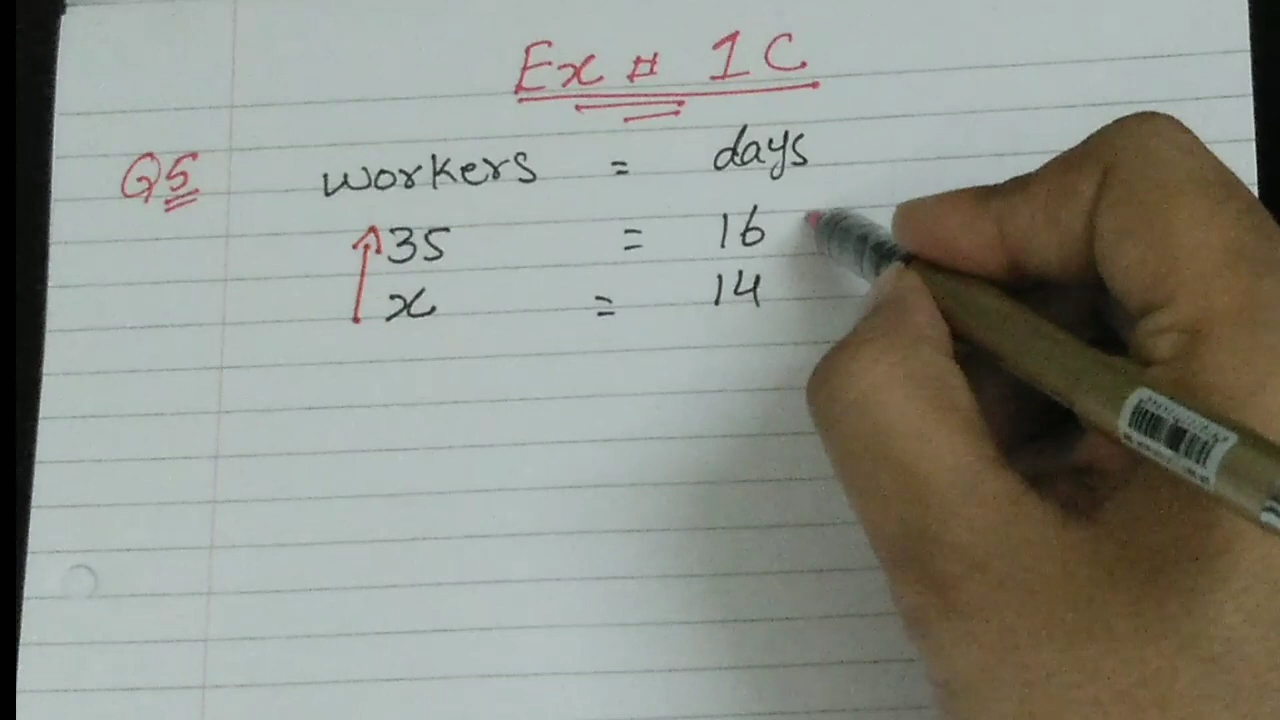 Ex # 1C
Q5 workers = days
35 = 16
x = 14